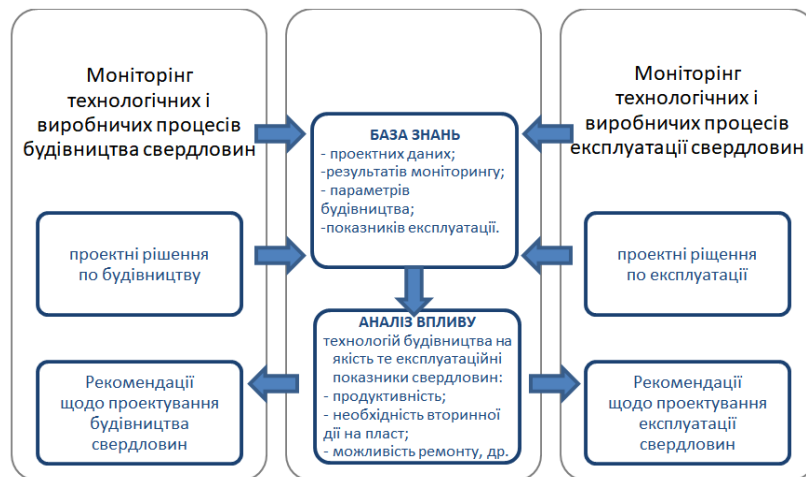 Моніторінг
технологічних і
виробничих процесів
будівництва свердловин
проектні рішення
по будівництву
Рекомендації
щодо проектування
будівництва
свердловин
БАЗА ЗНАНЬ
- проектних даних;
-результатів моніторингу;
- параметрів
будівництва;
-показників експлуатації.
АНАЛІЗ ВПЛИВУ
технологій будівництва на
якість те експлуатаційні
показники свердловин:
- продуктивність;
- необхідність вторинної
дії на пласт;
- можливість ремонту, др.
Моніторінг
технологічних і
виробничих процесів
експлуатації свердловин
проектні ріщення
по експлуатації
Рекомендації
щодо проектування
експлуатації
свердловин